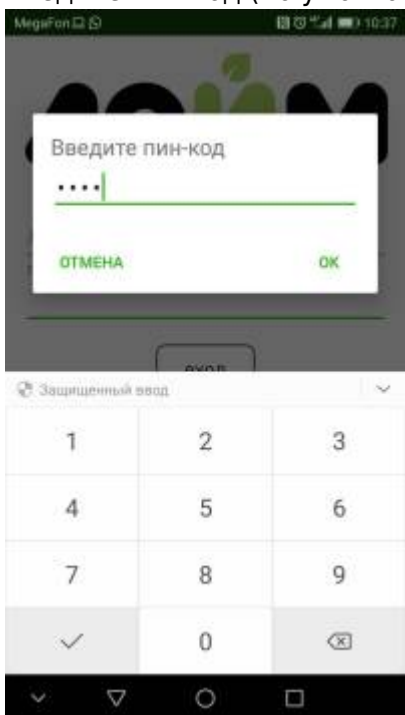 MegaFon 10:37
Введите пин-код
••••
ОТМЕНА ОК
вход
Защищенный ввод
1 2 3
4 5 6
7 8 9
0